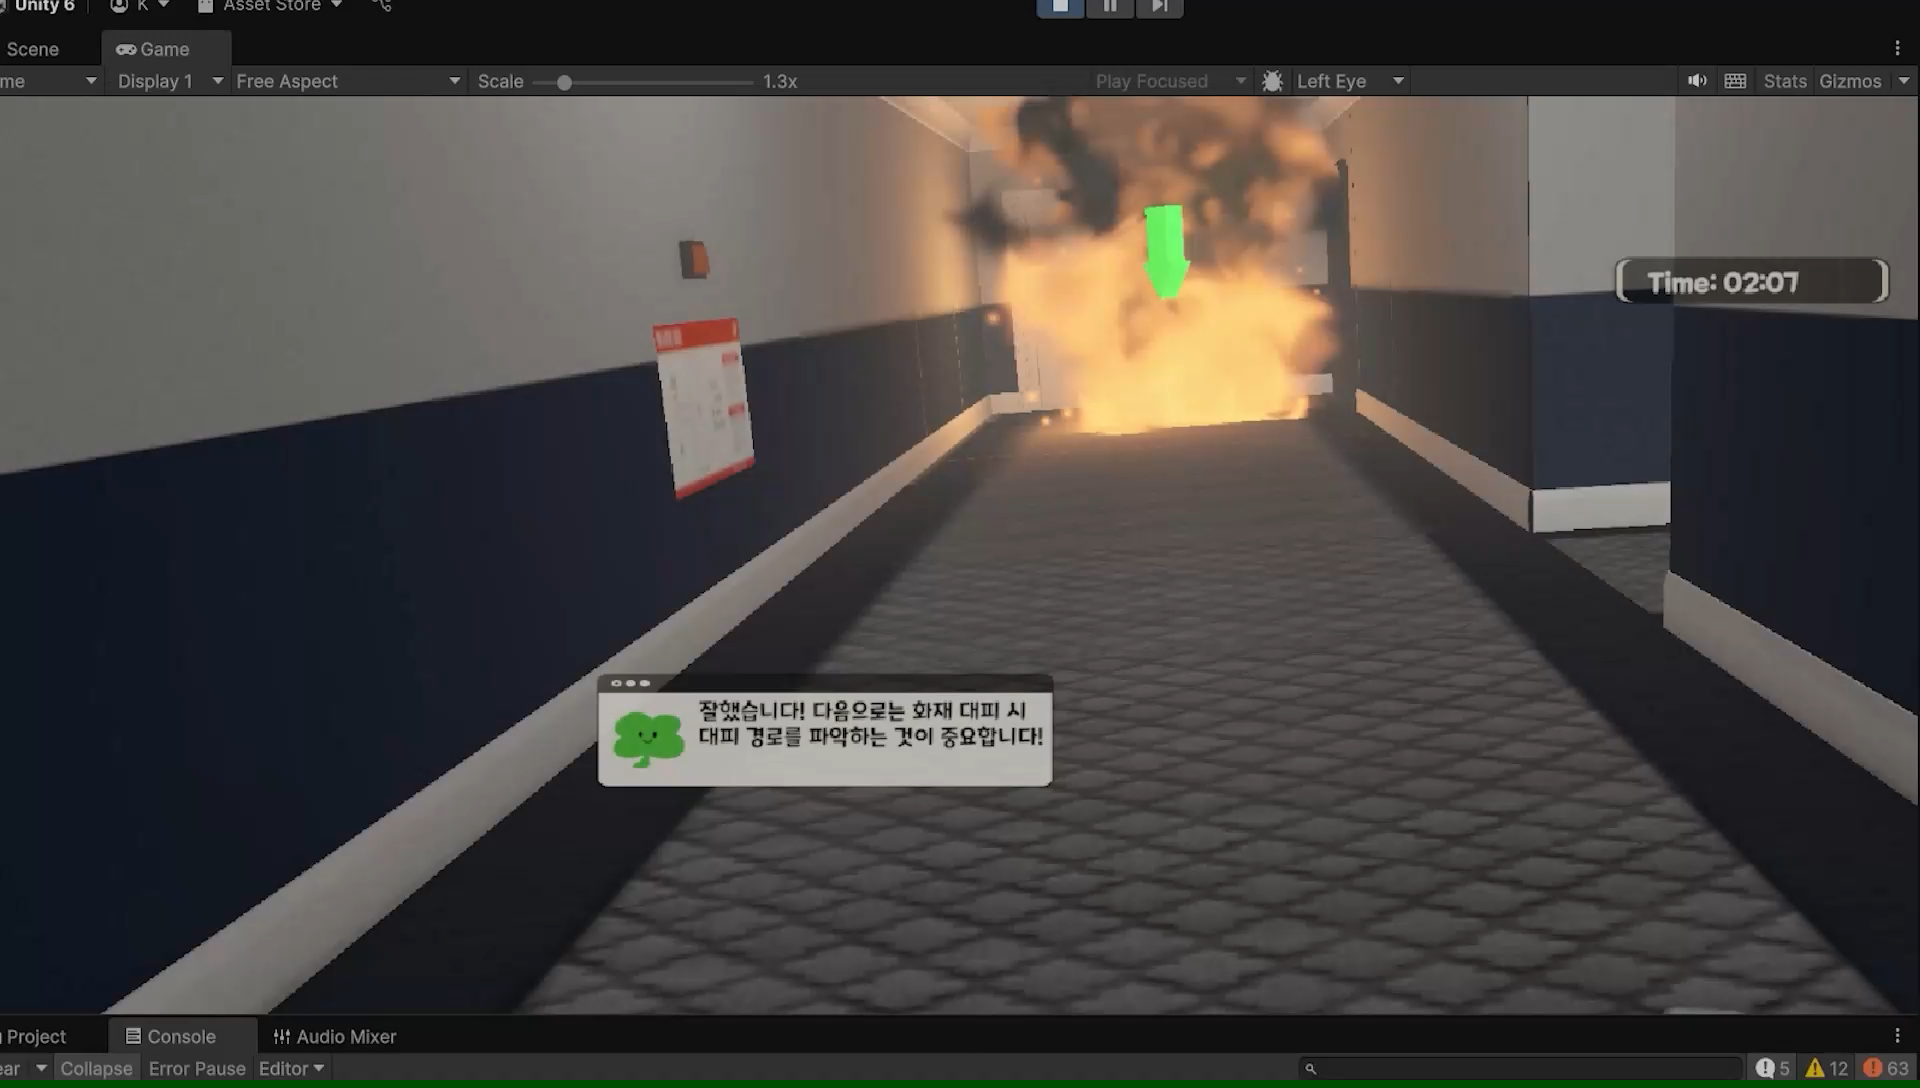 Unity 6 K Asset Store
Scene Game
me Display 1 Free Aspect Scale 1.3x Play Focused Left Eye Stats Gizmos
Time: 02:07
잘했습니다! 다음으로는 화재 대피 시
대피 경로를 파악하는 것이 중요합니다!
Project Console Audio Mixer
ear Collapse Error Pause Editor 5 12 63